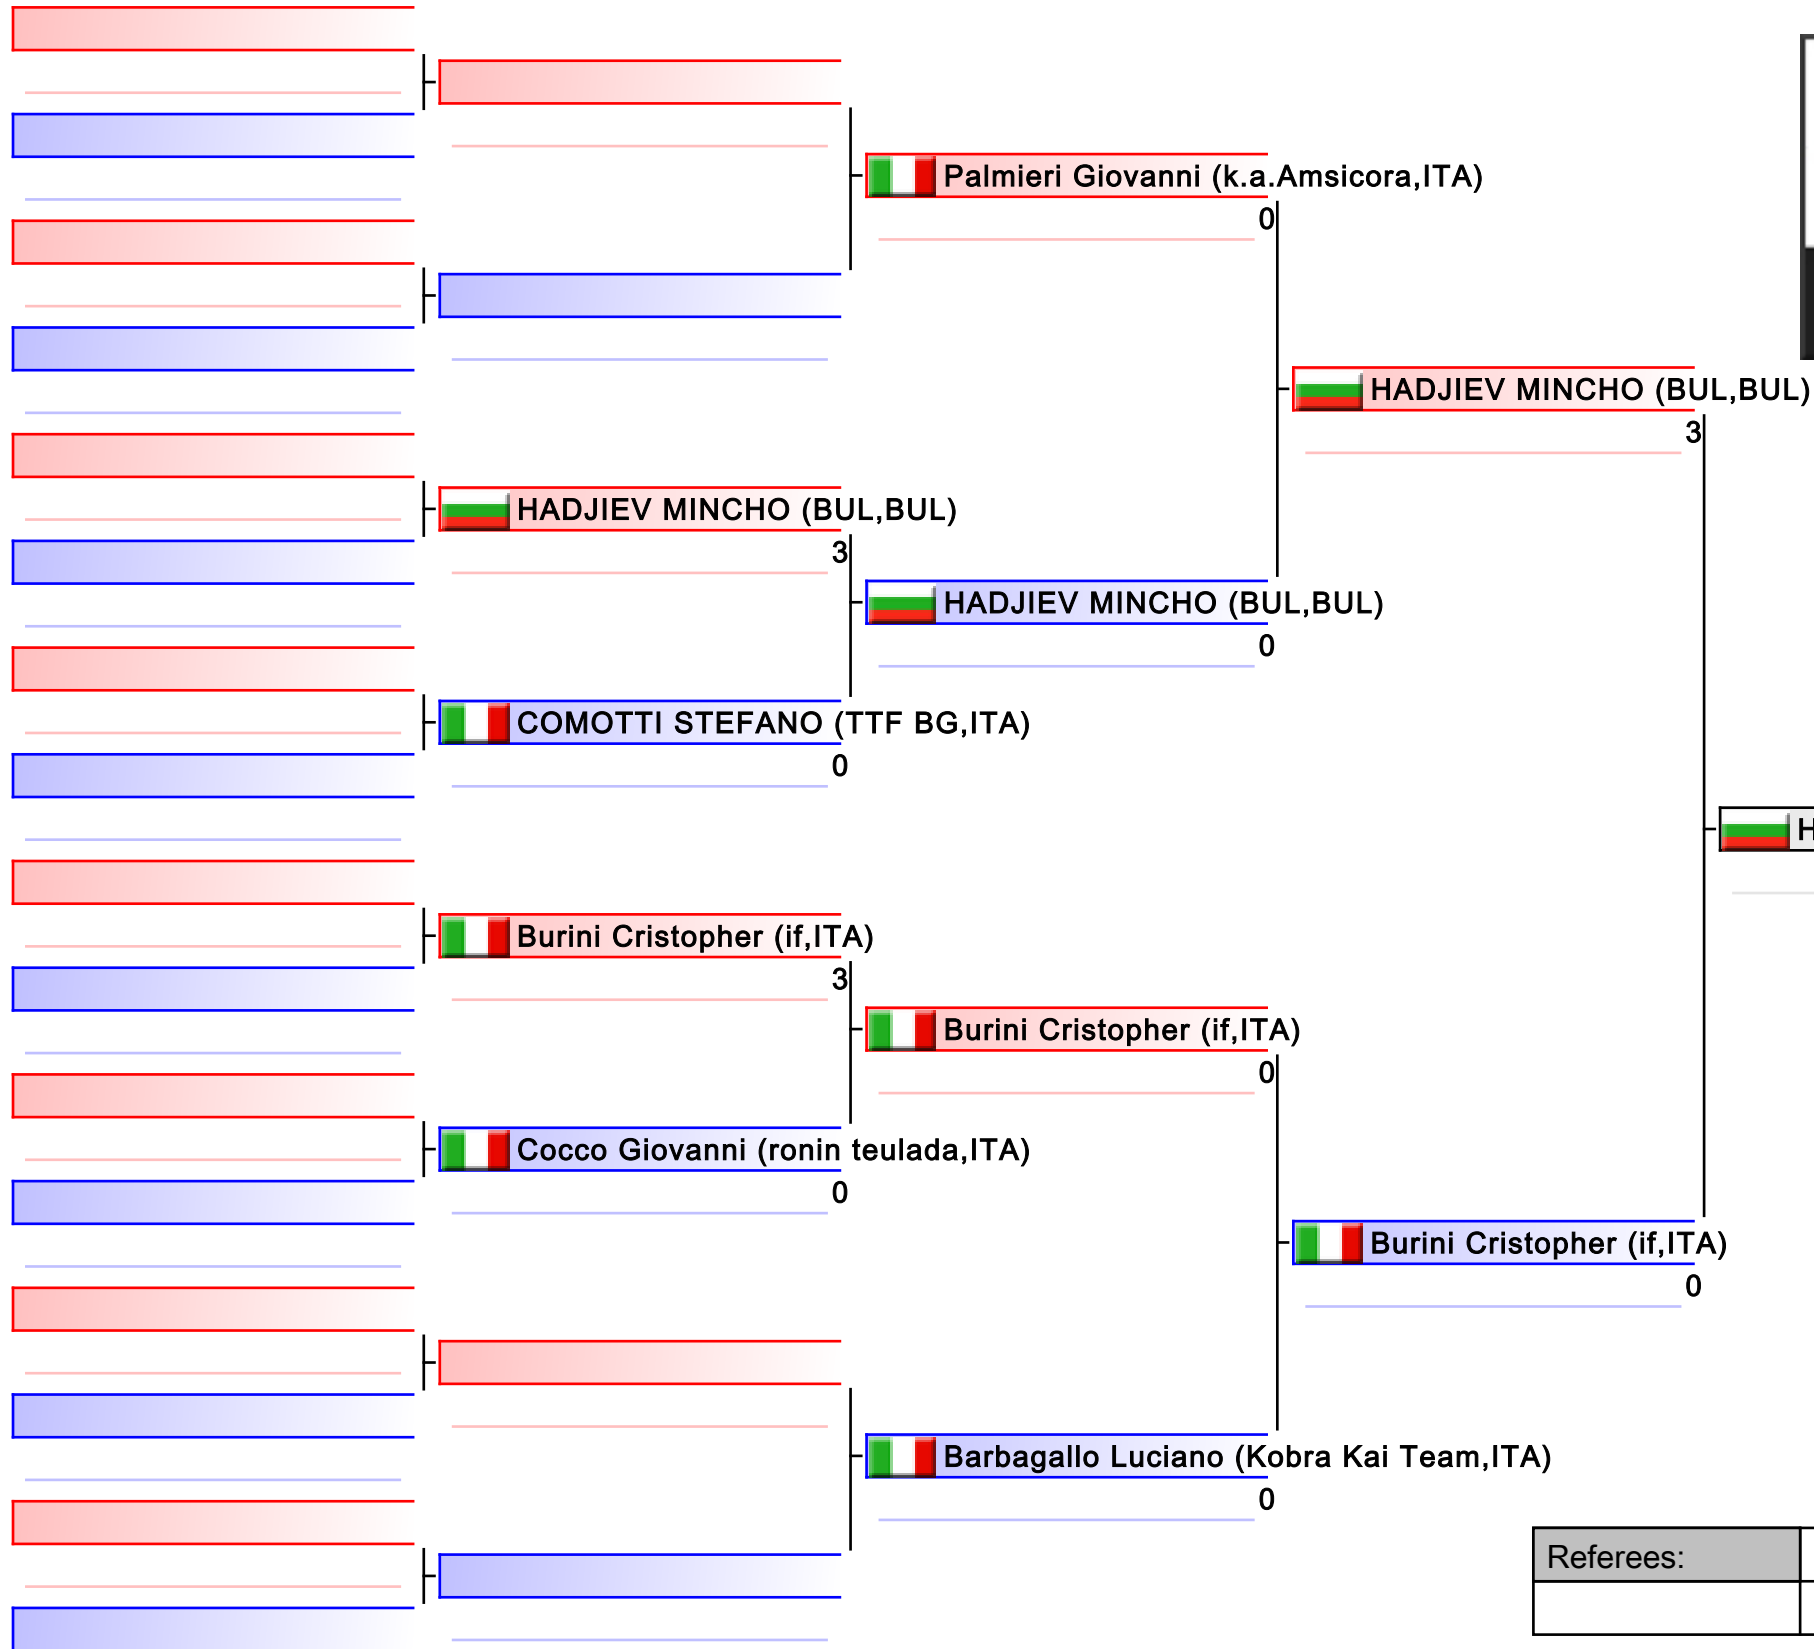 Palmieri Giovanni (k.a.Amsicora,ITA)
0
HADJIEV MINCHO (BUL,BUL)
3
HADJIEV MINCHO (BUL,BUL)
3
HADJIEV MINCHO (BUL,BUL)
0
COMOTTI STEFANO (TTF BG,ITA)
0
H
Burini Cristopher (if,ITA)
3
Burini Cristopher (if,ITA)
0
Cocco Giovanni (ronin teulada,ITA)
0
Burini Cristopher (if,ITA)
0
Barbagallo Luciano (Kobra Kai Team,ITA)
0
Referees: